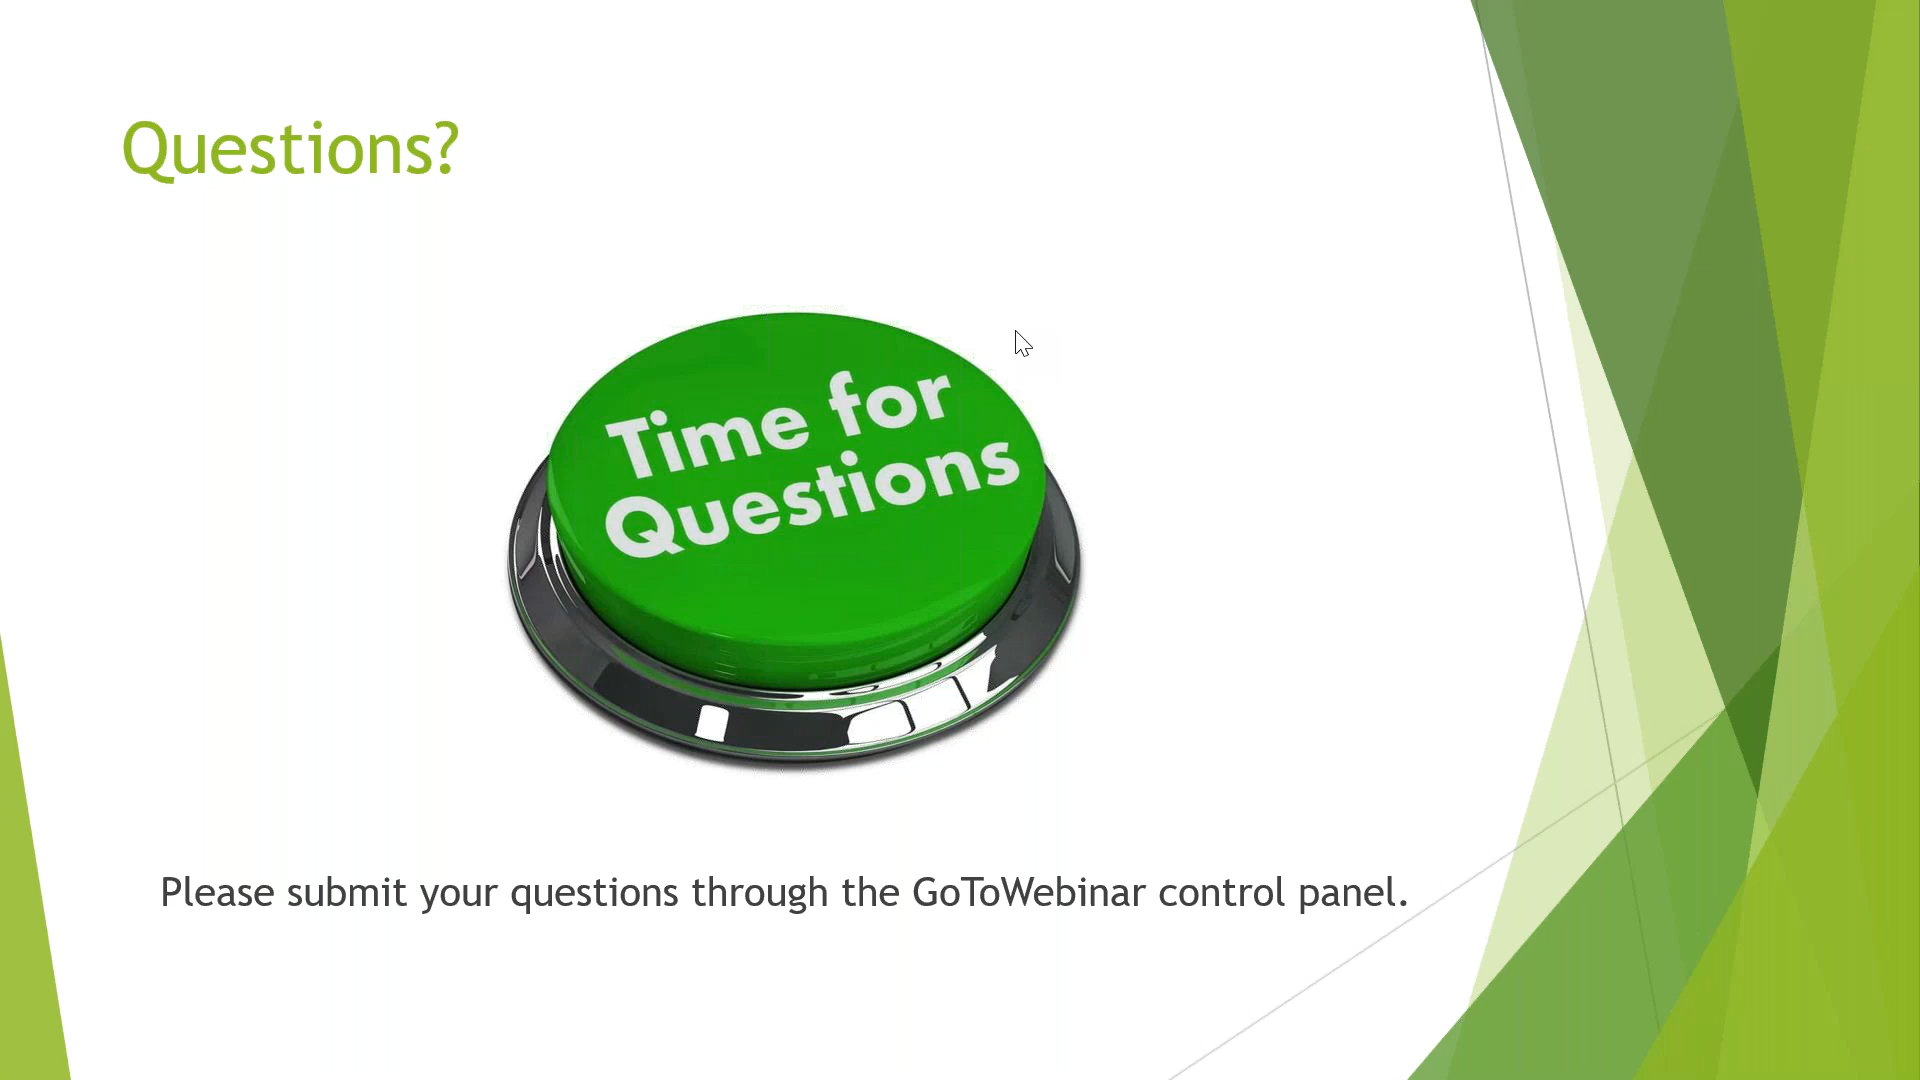 Questions?
Time for
Questions
Please submit your questions through the GoToWebinar control panel.